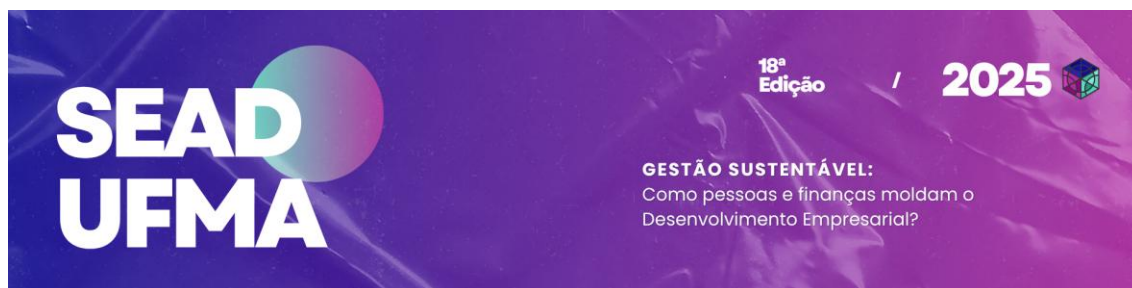 SEAD
UFMA
18ª
Edição
/
2025
GESTÃO SUSTENTÁVEL:
Como pessoas e finanças moldam o
Desenvolvimento Empresarial?